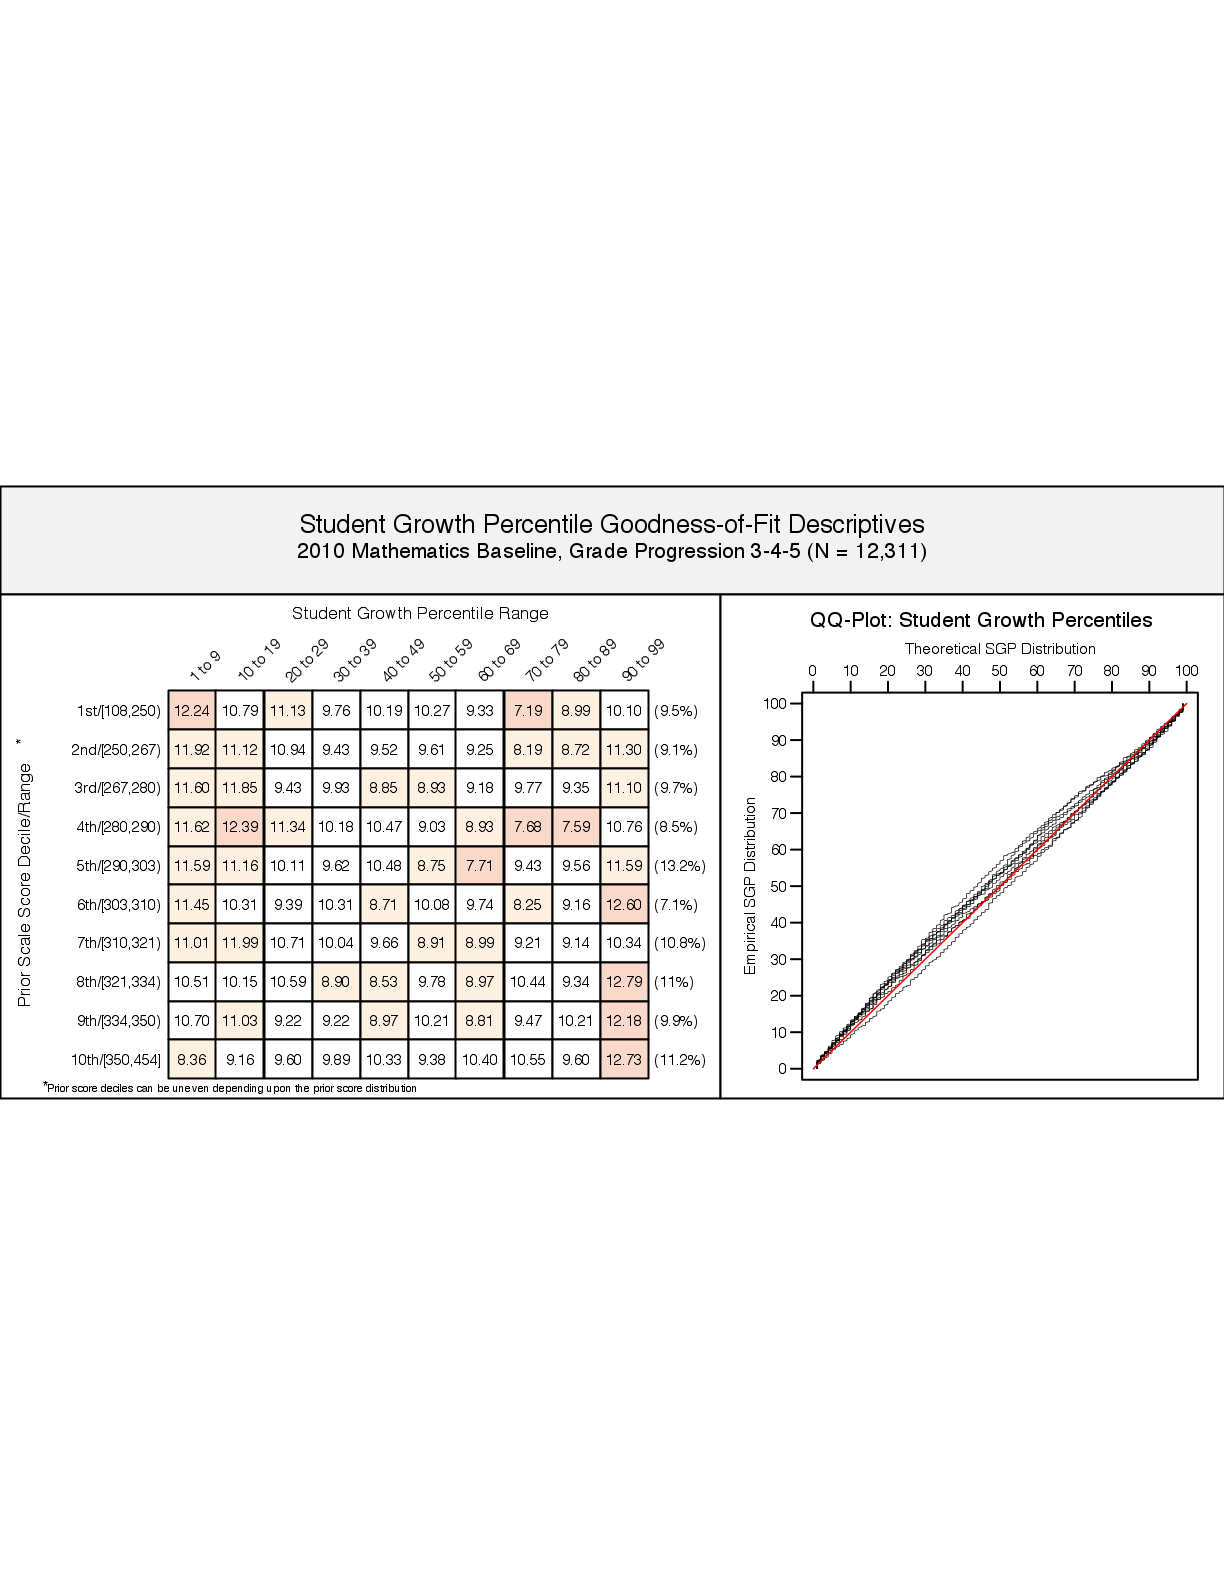 Student Growth Percentile Goodness-of-Fit Descriptives
2010 Mathematics Baseline, Grade Progression 3-4-5 (N = 12,311)
Student Growth Percentile Range
1 to 9 10 to 19 20 to 29 30 to 39 40 to 49 50 to 59 60 to 69 70 to 79 80 to 89 90 to 99
Prior Scale Score Decile/Range *
1st/[108,250) 12.24 10.79 11.13 9.76 10.19 10.27 9.33 7.19 8.99 10.10 (9.5%)
2nd/[250,267) 11.92 11.12 10.94 9.43 9.52 9.61 9.25 8.19 8.72 11.30 (9.1%)
3rd/[267,280) 11.60 11.85 9.43 9.93 8.85 8.93 9.18 9.77 9.35 11.10 (9.7%)
4th/[280,290) 11.62 12.39 11.34 10.18 10.47 9.03 8.93 7.68 7.59 10.76 (8.5%)
5th/[290,303) 11.59 11.16 10.11 9.62 10.48 8.75 7.71 9.43 9.56 11.59 (13.2%)
6th/[303,310) 11.45 10.31 9.39 10.31 8.71 10.08 9.74 8.25 9.16 12.60 (7.1%)
7th/[310,321) 11.01 11.99 10.71 10.04 9.66 8.91 8.99 9.21 9.14 10.34 (10.8%)
8th/[321,334) 10.51 10.15 10.59 8.90 8.53 9.78 8.97 10.44 9.34 12.79 (11%)
9th/[334,350) 10.70 11.03 9.22 9.22 8.97 10.21 8.81 9.47 10.21 12.18 (9.9%)
10th/[350,454] 8.36 9.16 9.60 9.89 10.33 9.38 10.40 10.55 9.60 12.73 (11.2%)
*Prior score deciles can be uneven depending upon the prior score distribution
QQ-Plot: Student Growth Percentiles
Theoretical SGP Distribution
0 10 20 30 40 50 60 70 80 90 100
Empirical SGP Distribution
100
90
80
70
60
50
40
30
20
10
0